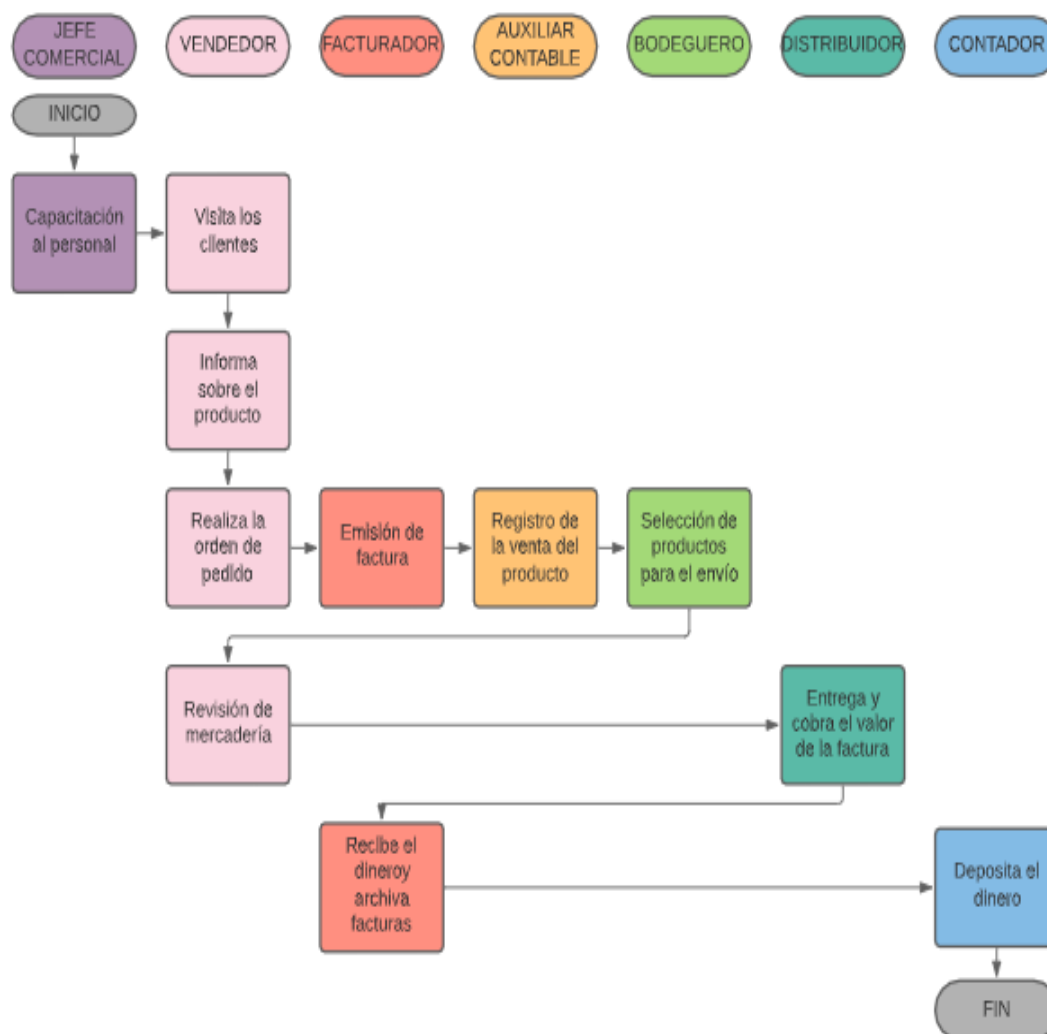 JEFE
COMERCIAL
VENDEDOR
FACTURADOR
AUXILIAR
CONTABLE
BODEGUERO
DISTRIBUIDOR
CONTADOR
INICIO
Capacitación
al personal
Visita los
clientes
Informa
sobre el
producto
Realiza la
orden de
pedido
Emisión de
factura
Registro de
la venta del
producto
Selección de
productos
para el envío
Revisión de
mercadería
Entrega y
cobra el valor
de la factura
Recibe el
dineroy
archiva
facturas
Deposita el
dinero
FIN